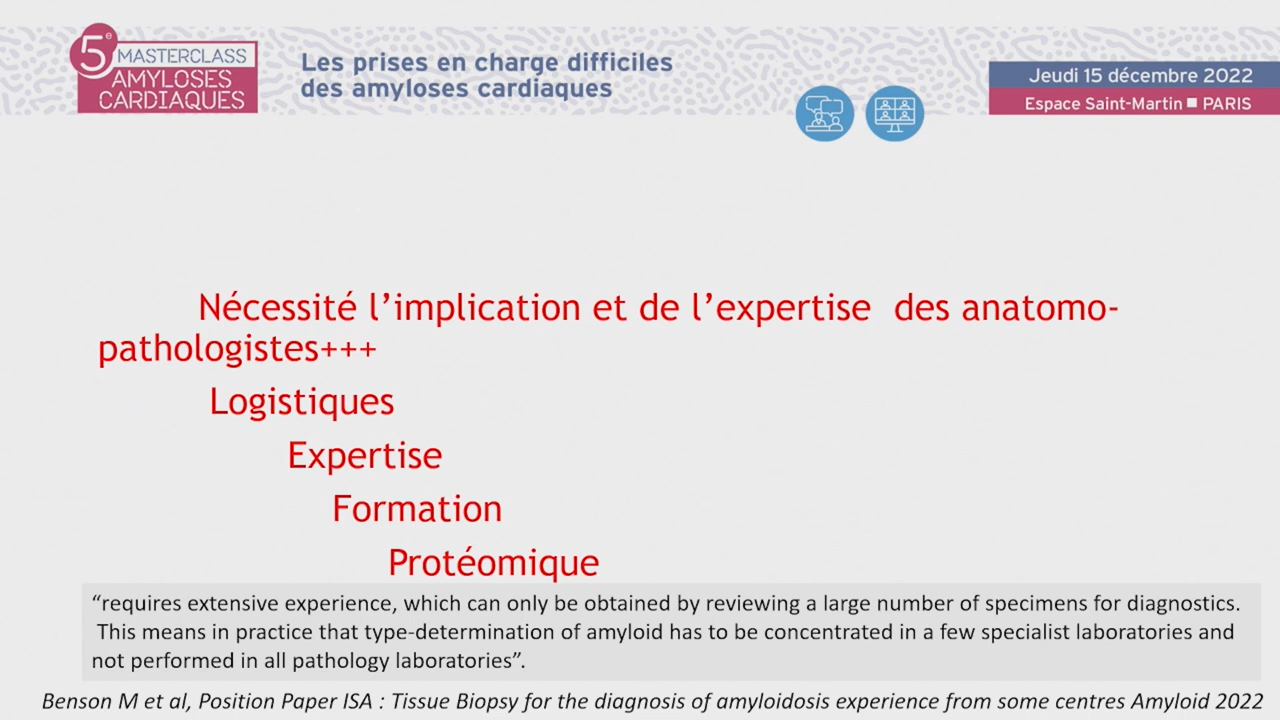 5e
MASTERCLASS
AMYLOSES
CARDIAQUES
Les prises en charge difficiles
des amyloses cardiaques
Jeudi 15 décembre 2022
Espace Saint-Martin ■ PARIS
Nécessité l’implication et de l’expertise des anatomo-
pathologistes+++
Logistiques
Expertise
Formation
Protéomique
“requires extensive experience, which can only be obtained by reviewing a large number of specimens for diagnostics.
This means in practice that type-determination of amyloid has to be concentrated in a few specialist laboratories and
not performed in all pathology laboratories”.
Benson M et al, Position Paper ISA : Tissue Biopsy for the diagnosis of amyloidosis experience from some centres Amyloid 2022